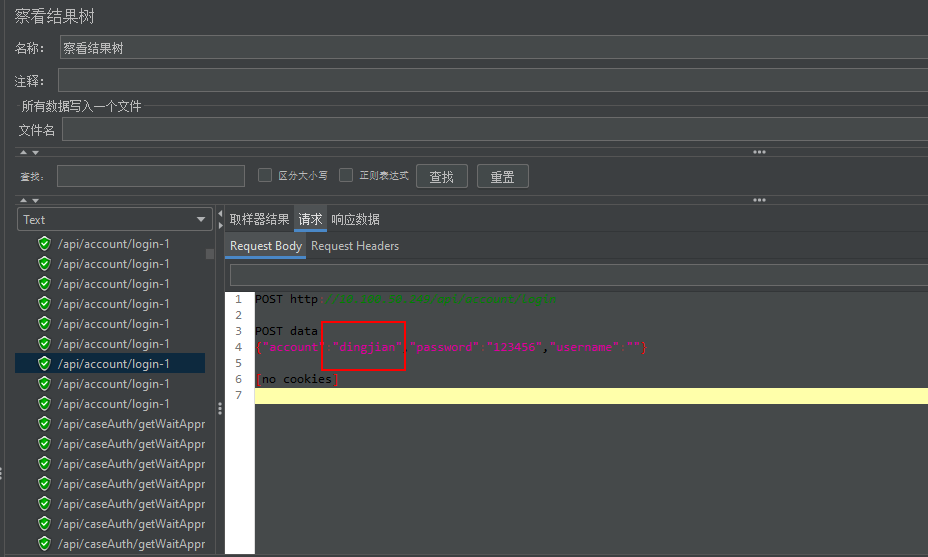 察看结果树
名称： 察看结果树
注释：
所有数据写入一个文件
文件名
查找： 区分大小写 正则表达式 查找 重置
Text
取样器结果 请求 响应数据
Request Body Request Headers
/api/account/login-1
/api/account/login-1
/api/account/login-1
/api/account/login-1
/api/account/login-1
/api/account/login-1
/api/account/login-1
/api/account/login-1
/api/account/login-1
/api/caseAuth/getWaitAppr
/api/caseAuth/getWaitAppr
/api/caseAuth/getWaitAppr
/api/caseAuth/getWaitAppr
/api/caseAuth/getWaitAppr
/api/caseAuth/getWaitAppr
/api/caseAuth/getWaitAppr
1 POST http
2
3 POST data
4 {"account":"dingjian","password":"123456","username":""}
5
6 [no cookies]
7